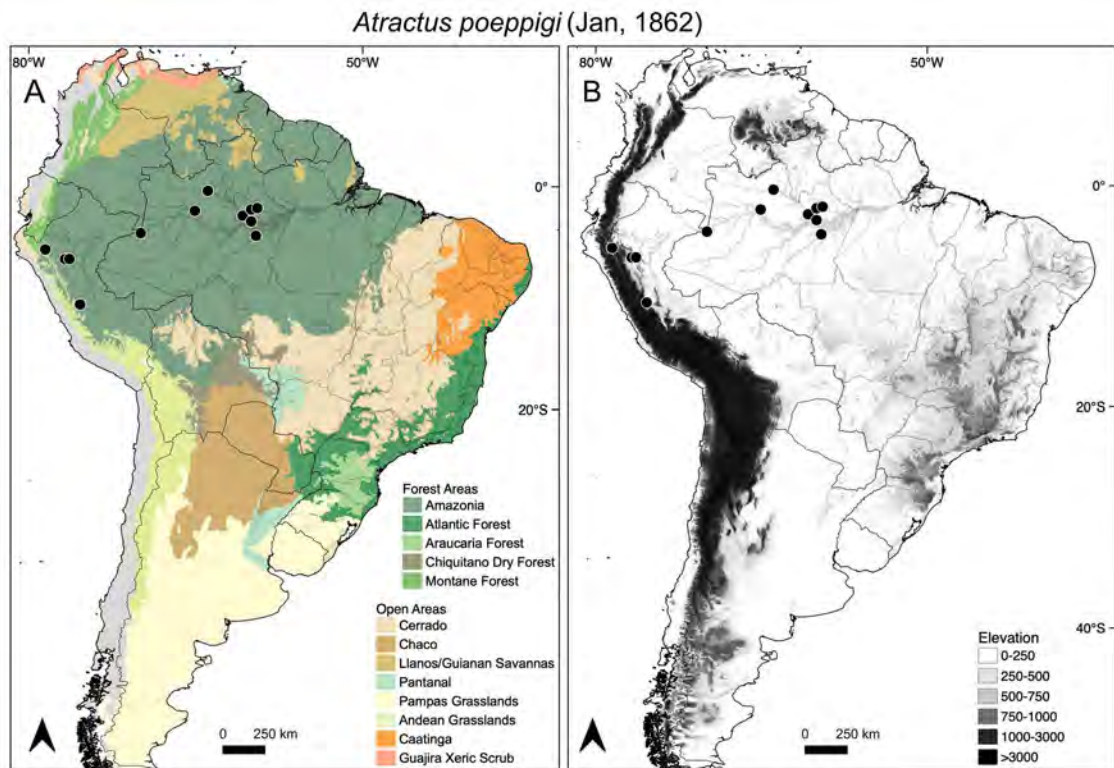 Atractus poeppigi (Jan, 1862)
80°W
50°W
A
0°
20°S
Forest Areas
Amazonia
Atlantic Forest
Araucaria Forest
Chiquitano Dry Forest
Montane Forest
Open Areas
Cerrado
Chaco
Llanos/Guianan Savannas
Pantanal
Pampas Grasslands
Andean Grasslands
Caatinga
Guajira Xeric Scrub
0 250 km
80°W
50°W
B
0°
20°S
40°S
Elevation
0-250
250-500
500-750
750-1000
1000-3000
>3000
0 250 km